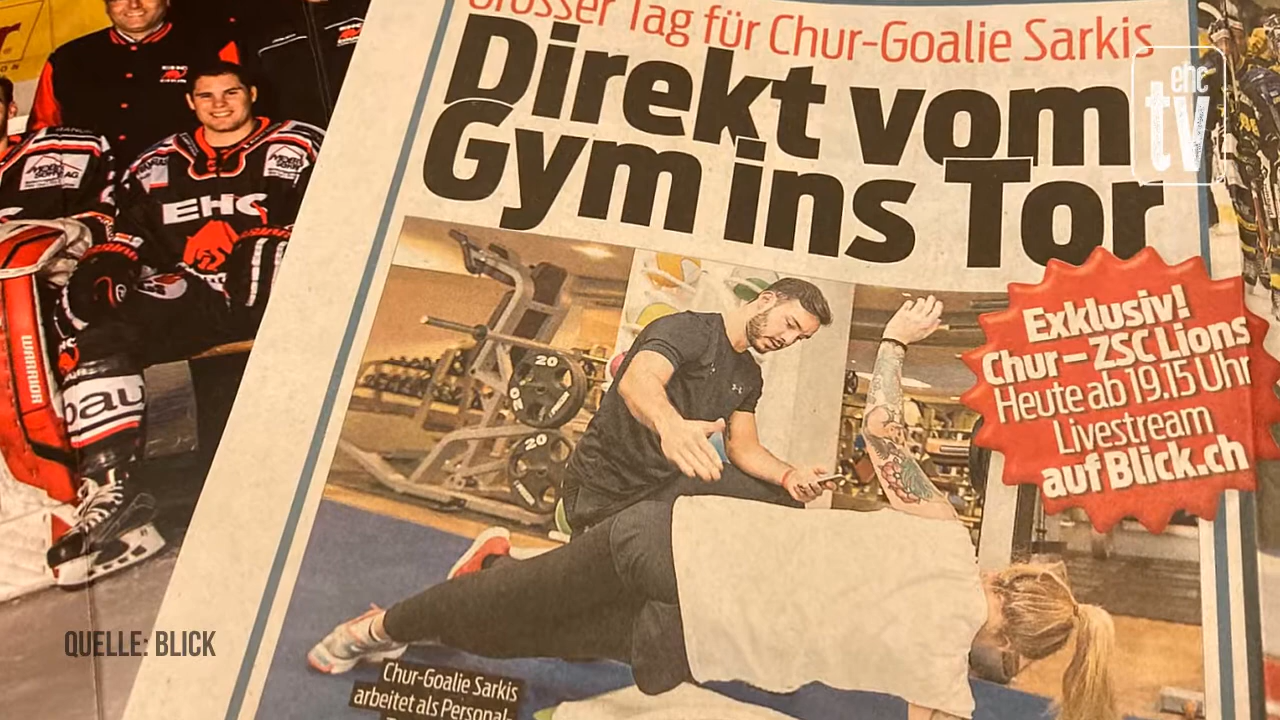 Grosser Tag für Chur-Goalie Sarkis
Direkt vom
Gym ins Tor
Exklusiv!
Chur – ZSC Lions
Heute ab 19.15 Uhr
Livestream
auf Blick.ch
Chur-Goalie Sarkis
arbeitet als Personal-
ehc
tv
EHC
WARRIOR
bau
20
20
QUELLE: BLICK